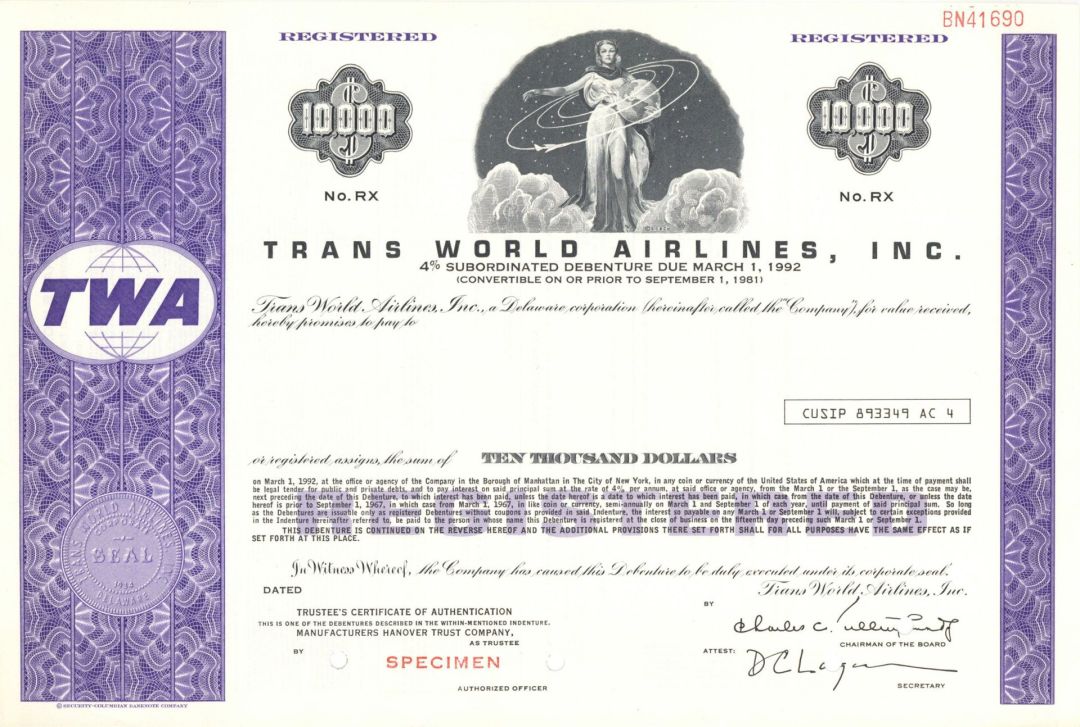 BN41690
REGISTERED REGISTERED
10,000 10,000
No. RX No. RX
TRANS WORLD AIRLINES, INC.
4% SUBORDINATED DEBENTURE DUE MARCH 1, 1992
(CONVERTIBLE ON OR PRIOR TO SEPTEMBER 1, 1981)
Trans World Airlines, Inc., a Delaware corporation (hereinafter called the "Company"), for value received,
hereby promises to pay to
TWA
CUSIP 893349 AC 4
or registered assigns, the sum of TEN THOUSAND DOLLARS
on March 1, 1992, at the office or agency of the Company in the Borough of Manhattan in The City of New York, in any coin or currency of the United States of America which at the time of payment shall
be legal tender for public and private debts, and to pay interest on said principal sum at the rate of 4%, per annum, at said office or agency, from the March 1 or the September 1, as the case may be,
next preceding the date of this Debenture, to which interest has been paid, unless the date hereof is a date to which interest has been paid, in which case from the date of this Debenture, or unless the date
hereof is prior to September 1, 1967, in which case from March 1, 1967, in like coin or currency, semi-annually on March 1 and September 1 of each year, until payment of said principal sum. So long
as the Debentures are issuable only as registered Debentures without coupons as provided in said Indenture, the interest so payable on any March 1 or September 1 will, subject to certain exceptions provided
in the Indenture hereinafter referred to, be paid to the person in whose name this Debenture is registered at the close of business on the fifteenth day preceding such March 1 or September 1.
THIS DEBENTURE IS CONTINUED ON THE REVERSE HEREOF AND THE ADDITIONAL PROVISIONS THERE SET FORTH SHALL FOR ALL PURPOSES HAVE THE SAME EFFECT AS IF
SET FORTH AT THIS PLACE.
In Witness Whereof, the Company has caused this Debenture to be duly executed under its corporate seal.
DATED
Trans World Airlines, Inc.
TRUSTEE'S CERTIFICATE OF AUTHENTICATION
THIS IS ONE OF THE DEBENTURES DESCRIBED IN THE WITHIN-MENTIONED INDENTURE.
MANUFACTURERS HANOVER TRUST COMPANY,
AS TRUSTEE
BY
SPECIMEN
AUTHORIZED OFFICER
BY
CHAIRMAN OF THE BOARD
ATTEST:
SECRETARY
SEAL
1934
DELAWARE
© SECURITY-COLUMBIAN BANKNOTE COMPANY